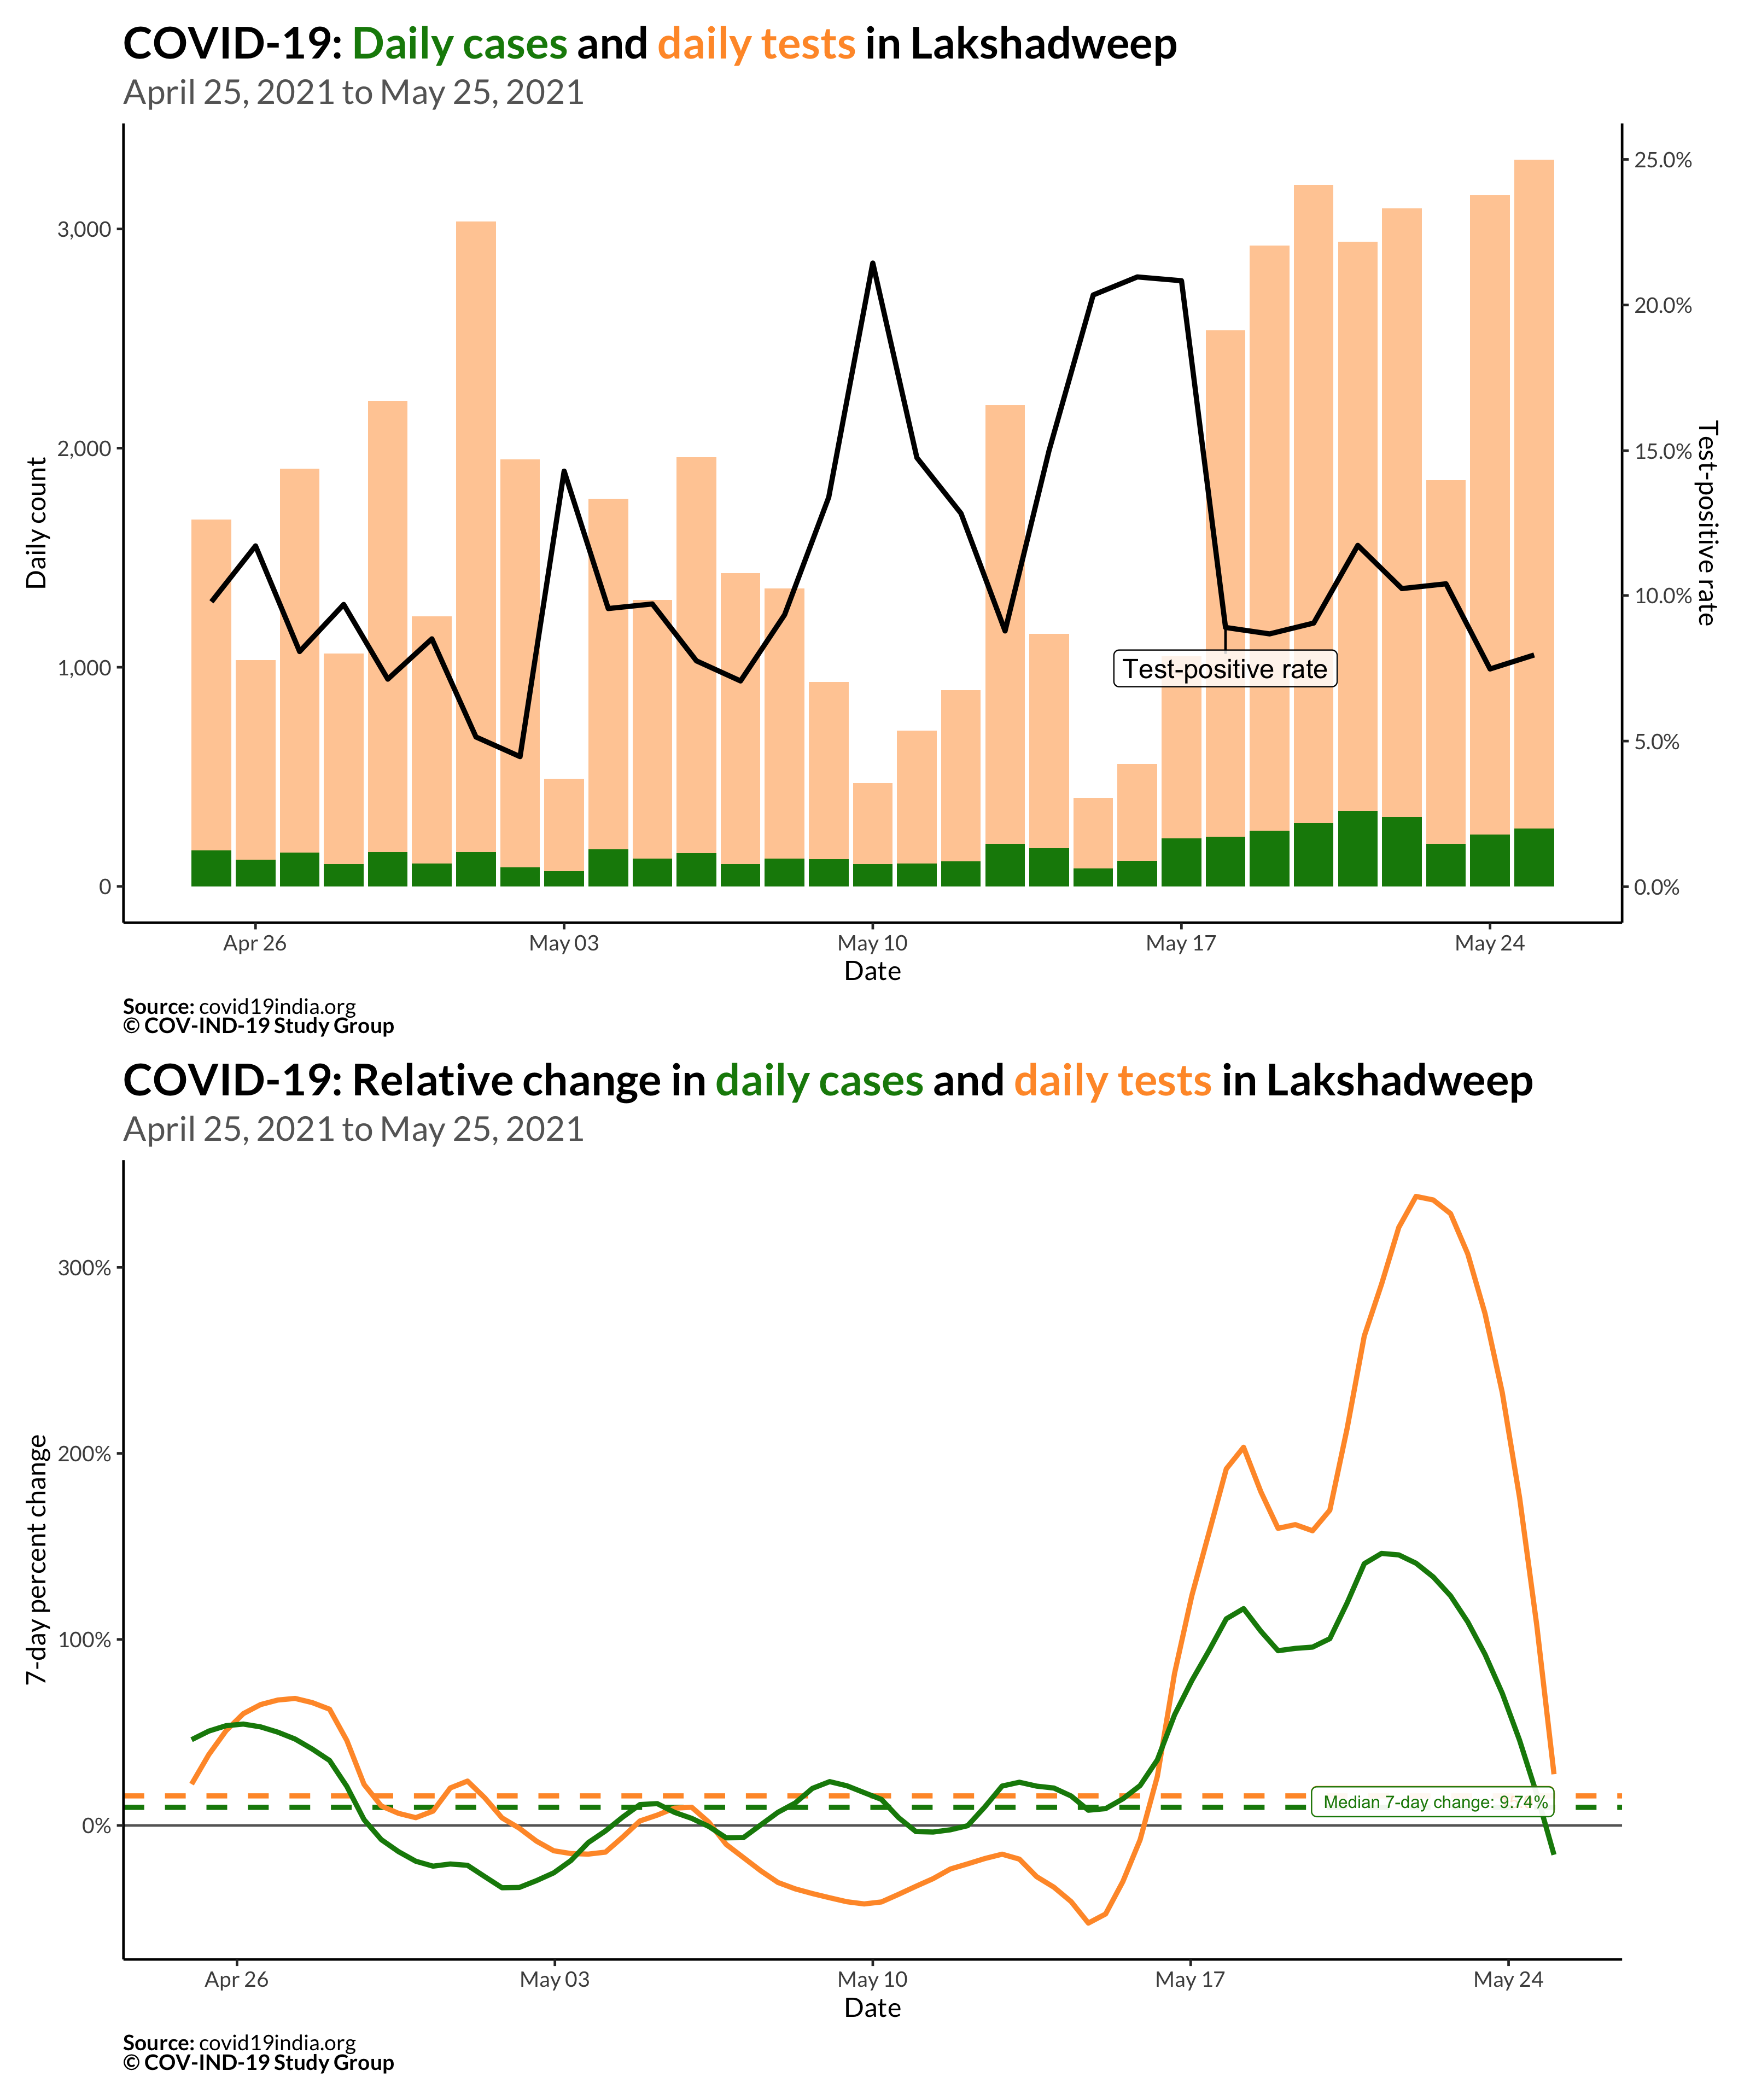 COVID-19: Daily cases and daily tests in Lakshadweep
April 25, 2021 to May 25, 2021
25.0%
3,000
20.0%
2,000
15.0%
Daily count
Test-positive rate
10.0%
1,000
Test-positive rate
5.0%
0
0.0%
Apr 26 May 03 May 10 May 17 May 24
Date
Source: covid19india.org
© COV-IND-19 Study Group
COVID-19: Relative change in daily cases and daily tests in Lakshadweep
April 25, 2021 to May 25, 2021
300%
200%
7-day percent change
100%
Median 7-day change: 9.74%
0%
Apr 26 May 03 May 10 May 17 May 24
Date
Source: covid19india.org
© COV-IND-19 Study Group